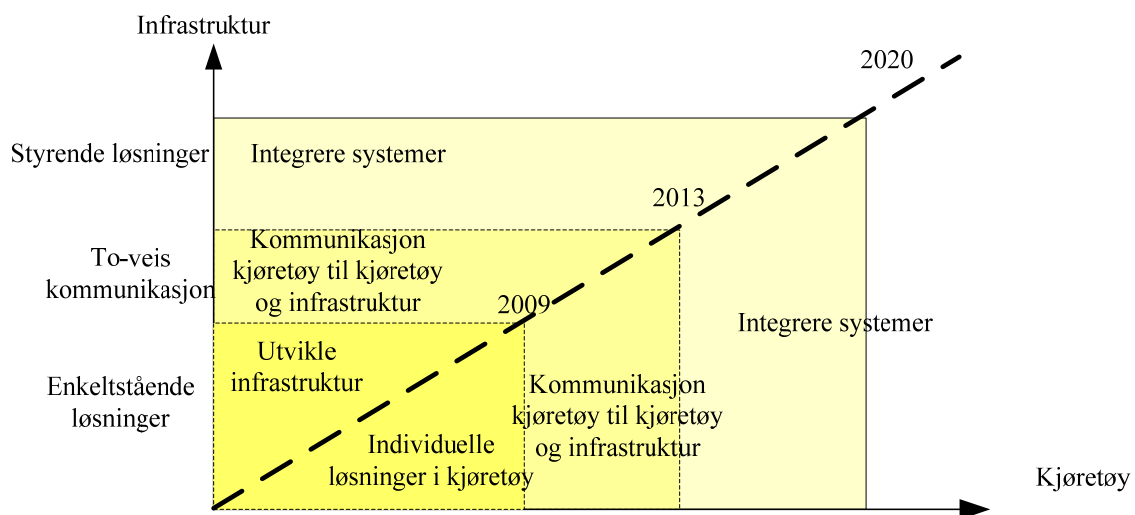 Infrastruktur
2020
Styrende løsninger
Integrere systemer
2013
To-veis
kommunikasjon
Kommunikasjon
kjøretøy til kjøretøy
og infrastruktur
2009
Integrere systemer
Utvikle
infrastruktur
Enkeltstående
løsninger
Kommunikasjon
kjøretøy til kjøretøy
og infrastruktur
Individuelle
løsninger i kjøretøy
Kjøretøy